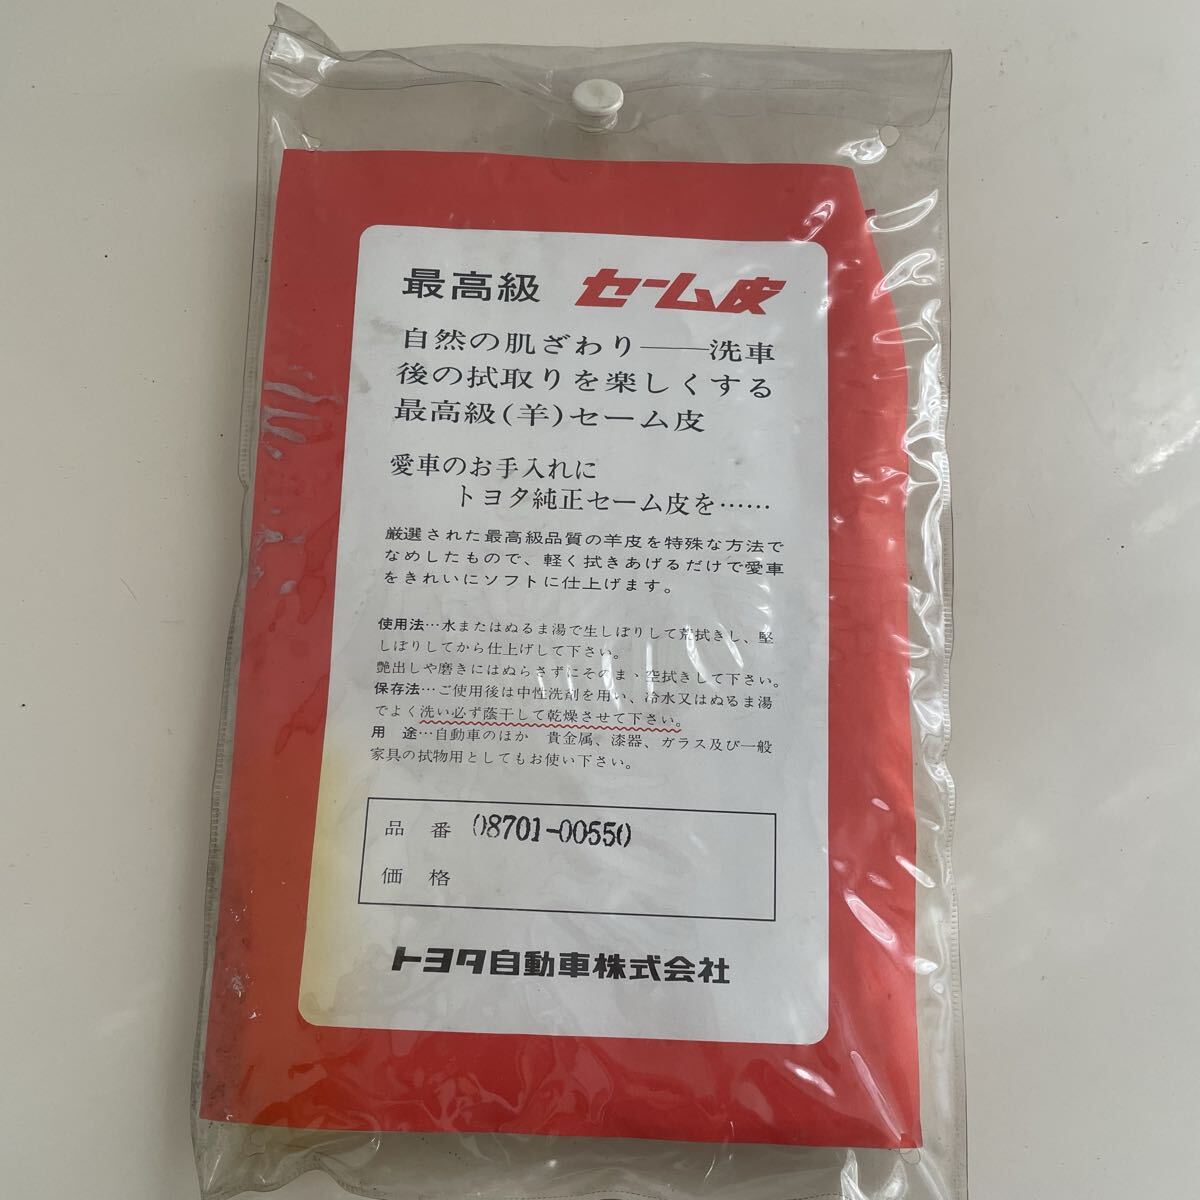 最高級 セーム皮
自然の肌ざわり――洗車
後の拭取りを楽しくする
最高級(羊)セーム皮
愛車のお手入れに
トヨタ純正セーム皮を……
厳選された最高級品質の羊皮を特殊な方法で
なめしたもので、軽く拭きあげるだけで愛車
をきれいにソフトに仕上げます。
使用法…水またはぬるま湯で生しぼりして荒拭きし、堅
しぼりしてから仕上げして下さい。
艶出しや磨きにはぬらさずにそのまゝ空拭きして下さい。
保存法…ご使用後は中性洗剤を用い、冷水又はぬるま湯
でよく洗い必ず蔭干して乾燥させて下さい。
用 途…自動車のほか 貴金属、漆器、ガラス及び一般
家具の拭物用としてもお使い下さい。
品 番 08701-00550
価 格
トヨタ自動車株式会社